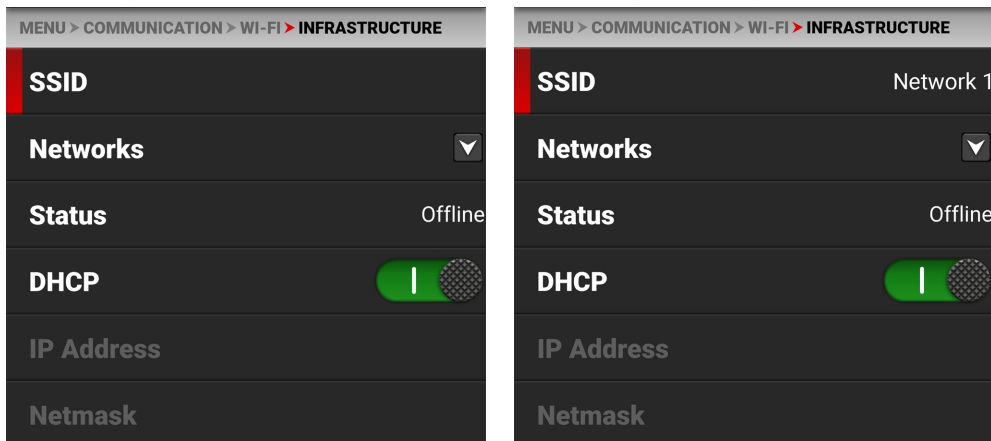 MENU > COMMUNICATION > WI-FI > INFRASTRUCTURE
SSID
Networks
Status Offline
DHCP
IP Address
Netmask
MENU > COMMUNICATION > WI-FI > INFRASTRUCTURE
SSID Network 1
Networks
Status Offline
DHCP
IP Address
Netmask